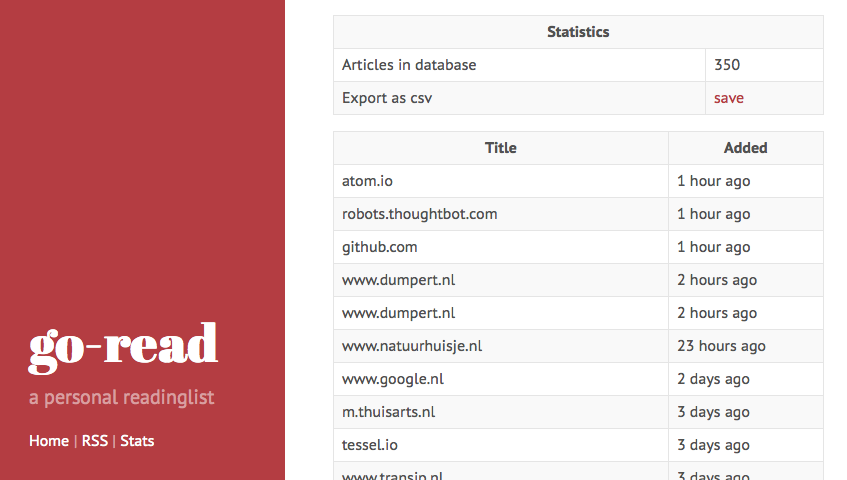 go-read
a personal readinglist
Home | RSS | Stats
Statistics
Articles in database 350
Export as csv save
Title Added
atom.io 1 hour ago
robots.thoughtbot.com 1 hour ago
github.com 1 hour ago
www.dumpert.nl 2 hours ago
www.dumpert.nl 2 hours ago
www.natuurhuisje.nl 23 hours ago
www.google.nl 2 days ago
m.thuisarts.nl 3 days ago
tessel.io 3 days ago
www.transip.nl 3 days ago